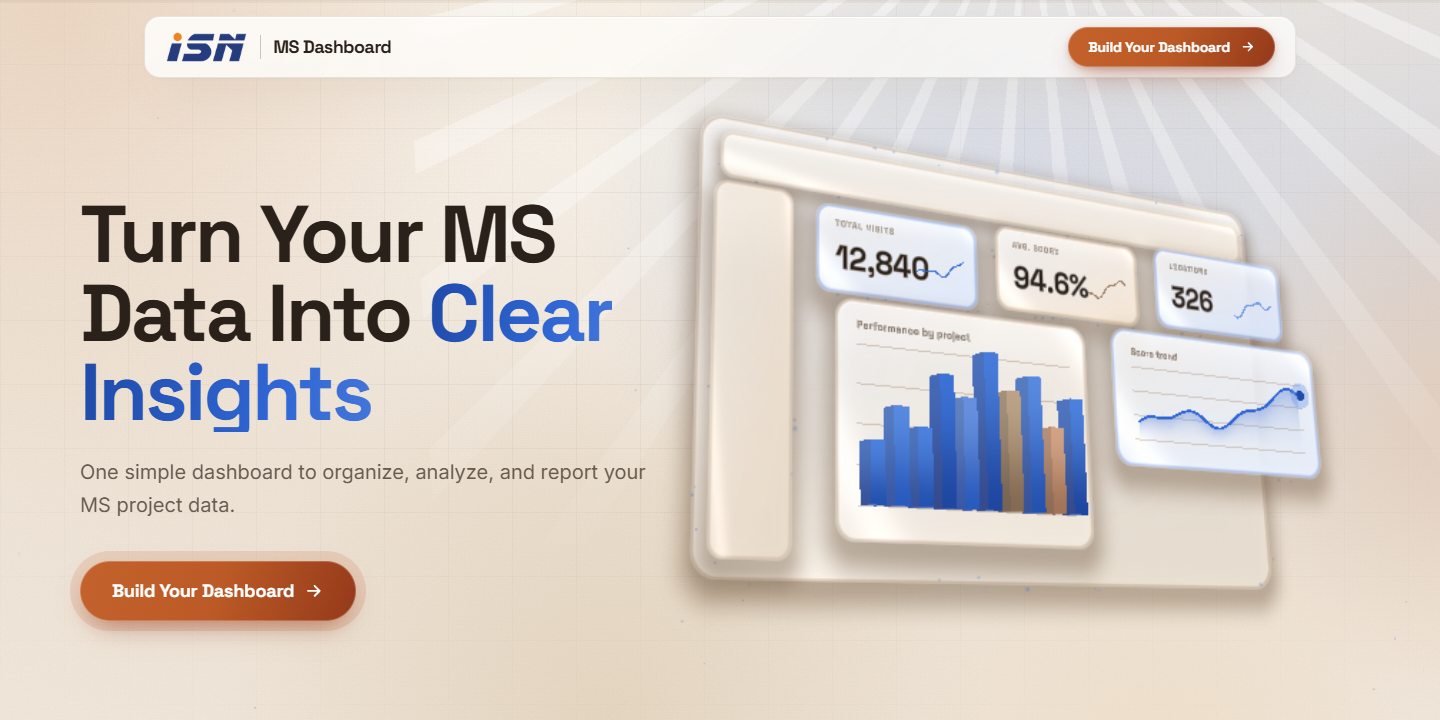 iSN
MS Dashboard
Build Your Dashboard →
Turn Your MS
Data Into Clear
Insights
One simple dashboard to organize, analyze, and report your
MS project data.
Build Your Dashboard →
TOTAL VISITS
12,840
AVG. SCORE
94.6%
LOCATIONS
326
Performance by project
Score trend